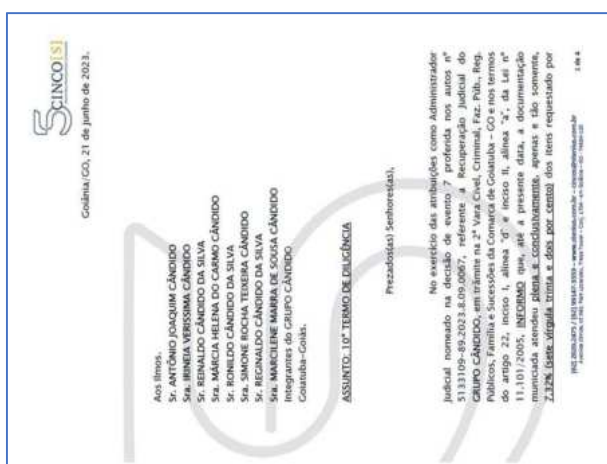 5 CINCO ISI
Goiânia/GO, 21 de junho de 2023.
Aos Ilmos.
Sr. ANTÔNIO JOAQUIM CÂNDIDO
Sra. IRINEIA VERISSIMA CÂNDIDO
Sr. REINALDO CÂNDIDO DA SILVA
Sra. MÁRCIA HELENA DO CARMO CÂNDIDO
Sr. RONILDO CÂNDIDO DA SILVA
Sra. SIMONE ROCHA TEIXEIRA CÂNDIDO
Sr. REGINALDO CÂNDIDO DA SILVA
Sra. MARCILENE MARRA DE SOUSA CÂNDIDO
Integrantes do GRUPO CÂNDIDO
Goiatuba-Goiás.
ASSUNTO: 10º TERMO DE DILIGÊNCIA
Prezados(as) Senhores(as),
No exercício das atribuições como Administrador
Judicial nomeado na decisão de evento 7 proferida nos autos nº
5133109-89.2023.8.09.0067, referente a Recuperação Judicial do
GRUPO CÂNDIDO, em trâmite na 2ª Vara Cível, Criminal, Faz. Púb., Reg.
Públicos, Família e Sucessões da Comarca de Goiatuba - GO e nos termos
do artigo 22, inciso I, alínea "d" e inciso II, alínea "a", da Lei nº
11.101/2005, INFORMO que, até a presente data, a documentação
municiada atendeu plena e conclusivamente, apenas e tão somente,
7,32% (sete vírgula trinta e dois por cento) dos itens requestado por
1 de 4